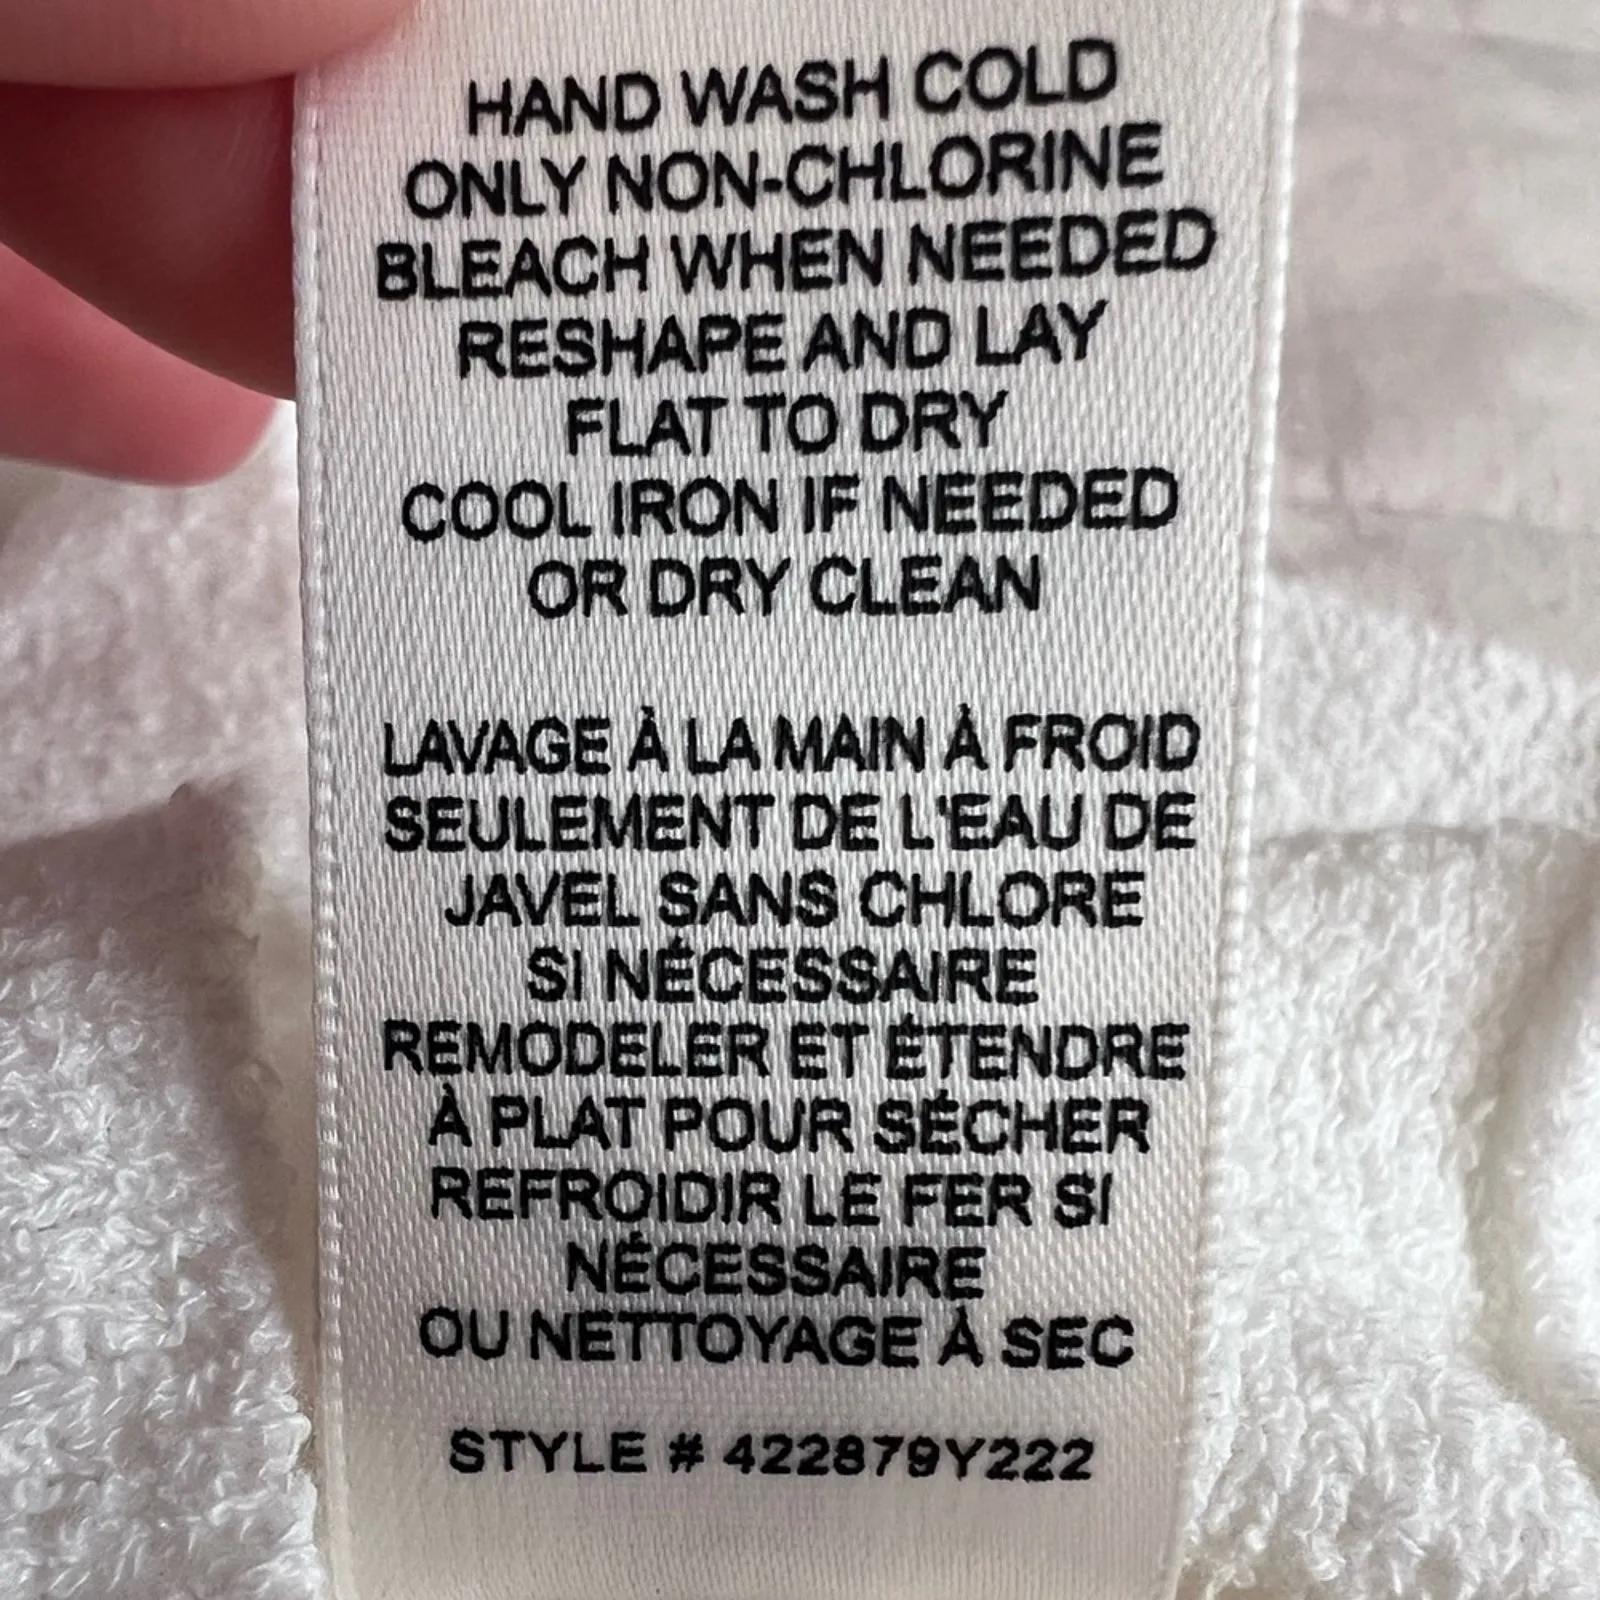 HAND WASH COLD
ONLY NON-CHLORINE
BLEACH WHEN NEEDED
RESHAPE AND LAY
FLAT TO DRY
COOL IRON IF NEEDED
OR DRY CLEAN
LAVAGE À LA MAIN À FROID
SEULEMENT DE L'EAU DE
JAVEL SANS CHLORE
SI NÉCESSAIRE
REMODELER ET ÉTENDRE
À PLAT POUR SÉCHER
REFROIDIR LE FER SI
NÉCESSAIRE
OU NETTOYAGE À SEC
STYLE # 422879Y222